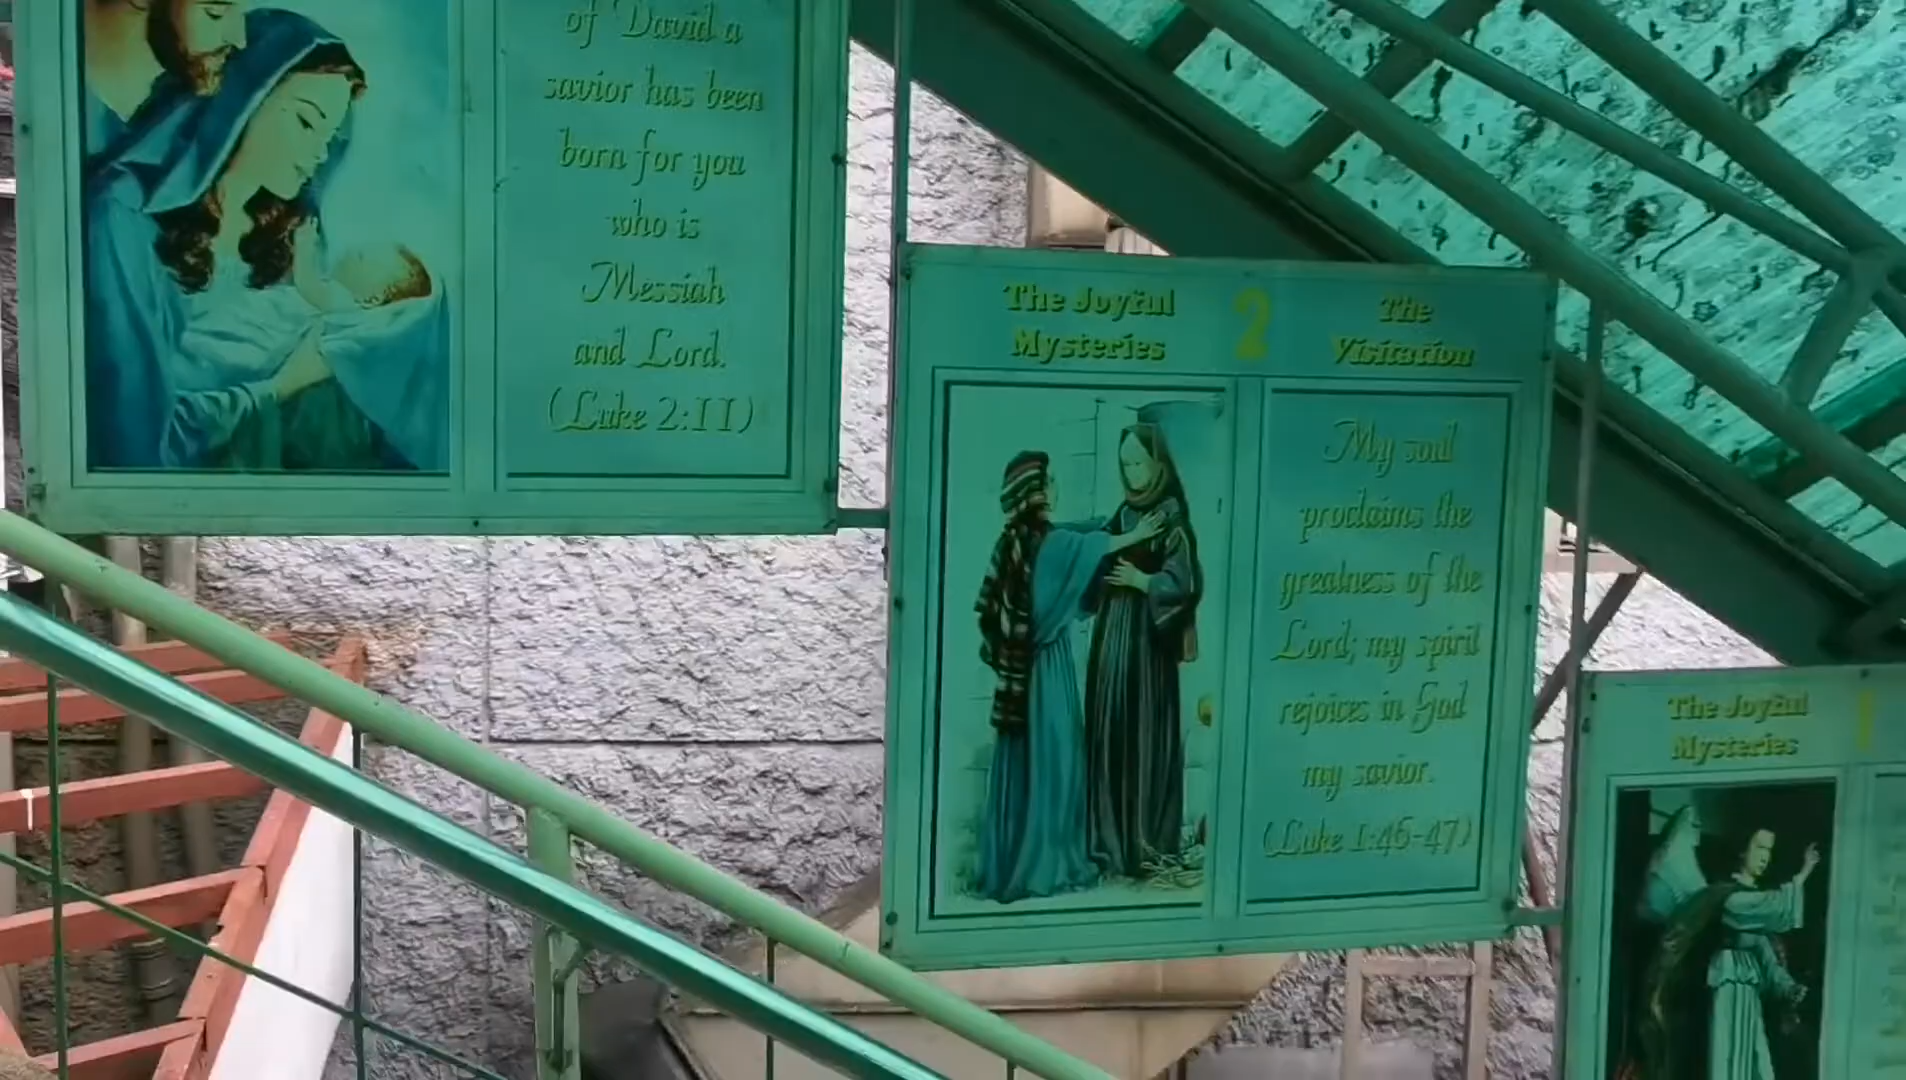 of David a
savior has been
born for you
who is
Messiah
and Lord.
(Luke 2:11)
The Joyful
Mysteries
2
The
Visitation
My soul
proclaims the
greatness of the
Lord; my spirit
rejoices in God
my savior.
(Luke 1:46-47)
The Joyful
Mysteries
1